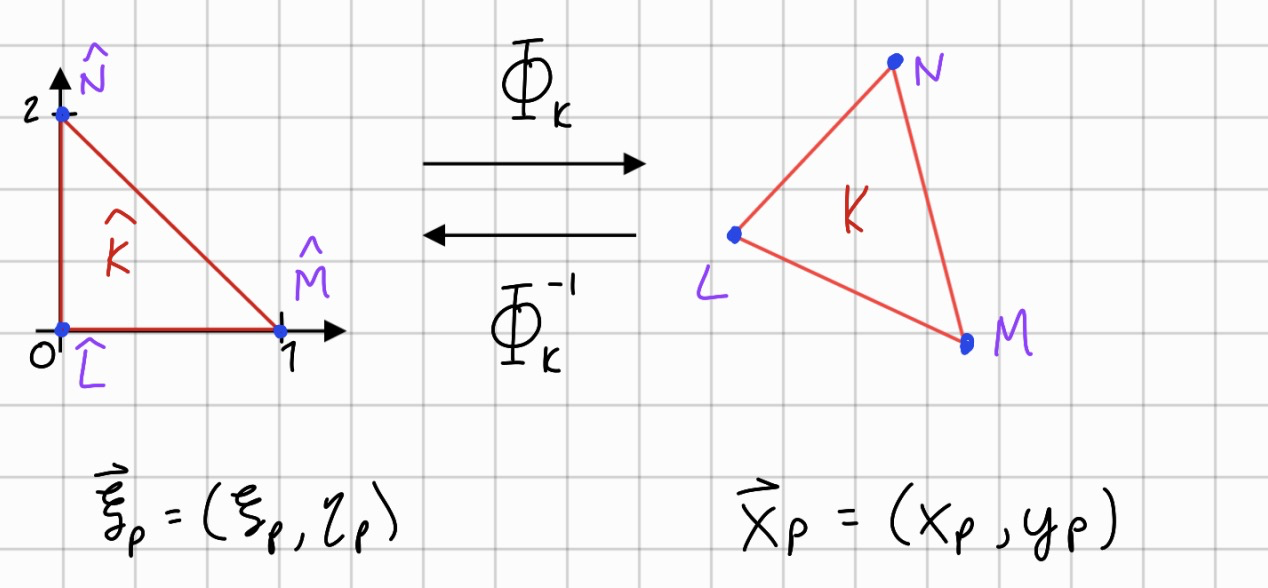 N̂
2
Φ_K
N
K̂
K
M̂
L
Φ_K^{-1}
M
0
L̂
1
ξ⃗_p = (ξ_p, η_p)
x⃗_p = (x_p, y_p)